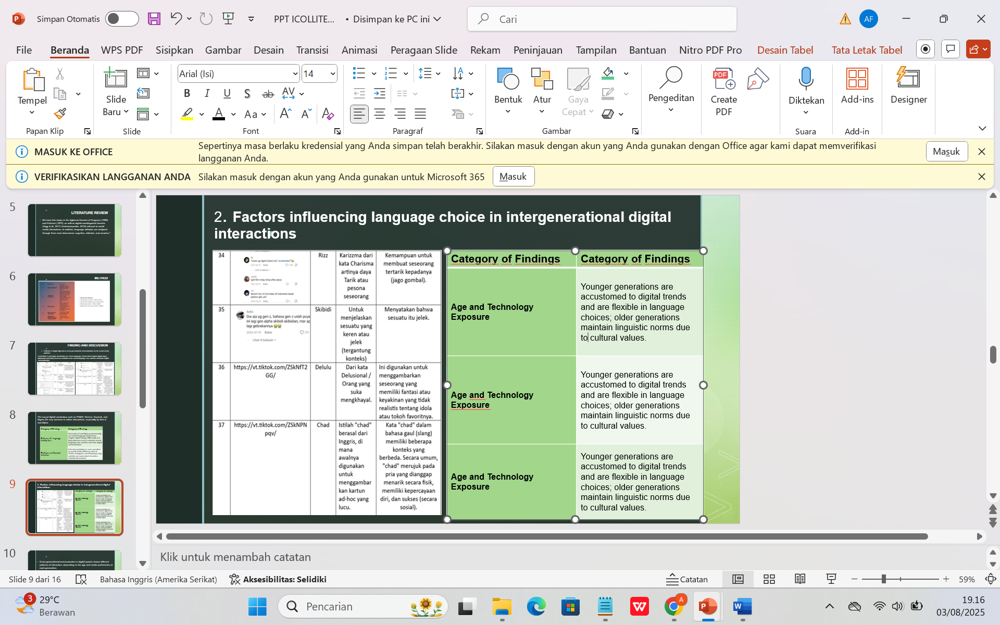 Simpan Otomatis
PPT ICOLLITE... • Disimpan ke PC ini
Cari
AF
File Beranda WPS PDF Sisipkan Gambar Desain Transisi Animasi Peragaan Slide Rekam Peninjauan Tampilan Bantuan Nitro PDF Pro Desain Tabel Tata Letak Tabel
Tempel
Papan Klip
Slide Baru
Slide
Arial (Isi) 14
Font
Paragraf
Bentuk
Atur
Gaya Cepat
Gambar
Pengeditan
Create PDF
Diktekan
Suara
Add-ins
Add-in
Designer
MASUK KE OFFICE
Sepertinya masa berlaku kredensial yang Anda simpan telah berakhir. Silakan masuk dengan akun yang Anda gunakan dengan Office agar kami dapat memverifikasi
langganan Anda.
Masuk
VERIFIKASIKAN LANGGANAN ANDA Silakan masuk dengan akun yang Anda gunakan untuk Microsoft 365 Masuk
5
LITERATURE REVIEW
6
METHOD
7
FINDING AND DISCUSSION
8
9
10
2. Factors influencing language choice in intergenerational digital
interactions
34
Rizz
Karizzma dari
kata Charisma
artinya daya
Tarik atau
pesona
seseorang
Kemampuan untuk
membuat seseorang
tertarik kepadanya
(jago gombal).
35
Aulia
Gw aja yg gen z, bahasa gen z udah puye
ini lagi gen alpha skibidi skibidian, ntar ap
lagi gebrakannya
2024-07-10 Balas 201
Lihat 4 balasan
Skibidi
Untuk
menjelaskan
sesuatu yang
keren atau
jelek
(tergantung
konteks)
Menyatakan bahwa
sesuatu itu jelek.
36
https://vt.tiktok.com/ZSkNfT2
GG/
Delulu
Dari kata
Delusional /
Orang yang
suka
mengkhayal.
Ini digunakan untuk
menggambarkan
seseorang yang
memiliki fantasi atau
keyakinan yang tidak
realistis tentang idola
atau tokoh favoritnya.
37
https://vt.tiktok.com/ZSkNPN
pqv/
Chad
Istilah "chad"
berasal dari
Inggris, di
mana
awalnya
digunakan
untuk
menggambar
kan kartun
ad-hoc yang
lucu.
Kata "chad" dalam
bahasa gaul (slang)
memiliki beberapa
konteks yang
berbeda. Secara umum,
"chad" merujuk pada
pria yang dianggap
menarik secara fisik,
memiliki kepercayaan
diri, dan sukses (secara
sosial).
Category of Findings Category of Findings
Age and Technology
Exposure
Younger generations are
accustomed to digital trends
and are flexible in language
choices; older generations
maintain linguistic norms due
to cultural values.
Age and Technology
Exposure
Younger generations are
accustomed to digital trends
and are flexible in language
choices; older generations
maintain linguistic norms due
to cultural values.
Age and Technology
Exposure
Younger generations are
accustomed to digital trends
and are flexible in language
choices; older generations
maintain linguistic norms due
to cultural values.
Klik untuk menambah catatan
Slide 9 dari 16 Bahasa Inggris (Amerika Serikat) Aksesibilitas: Selidiki Catatan 59%
3
29°C
Berawan
Pencarian
19.16
03/08/2025